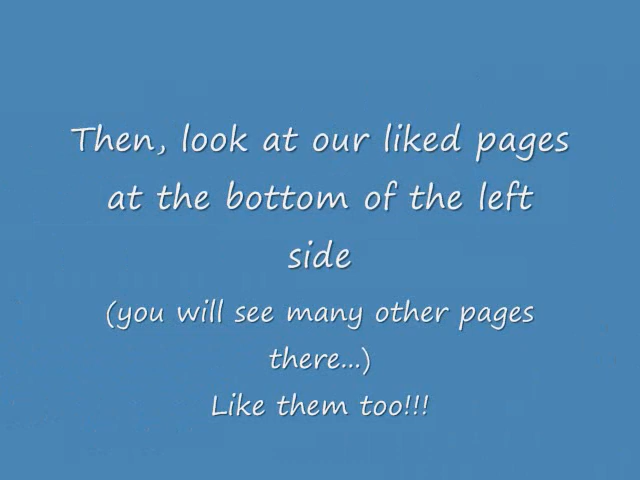 Then, look at our liked pages
at the bottom of the left
side
(you will see many other pages
there...)
Like them too!!!